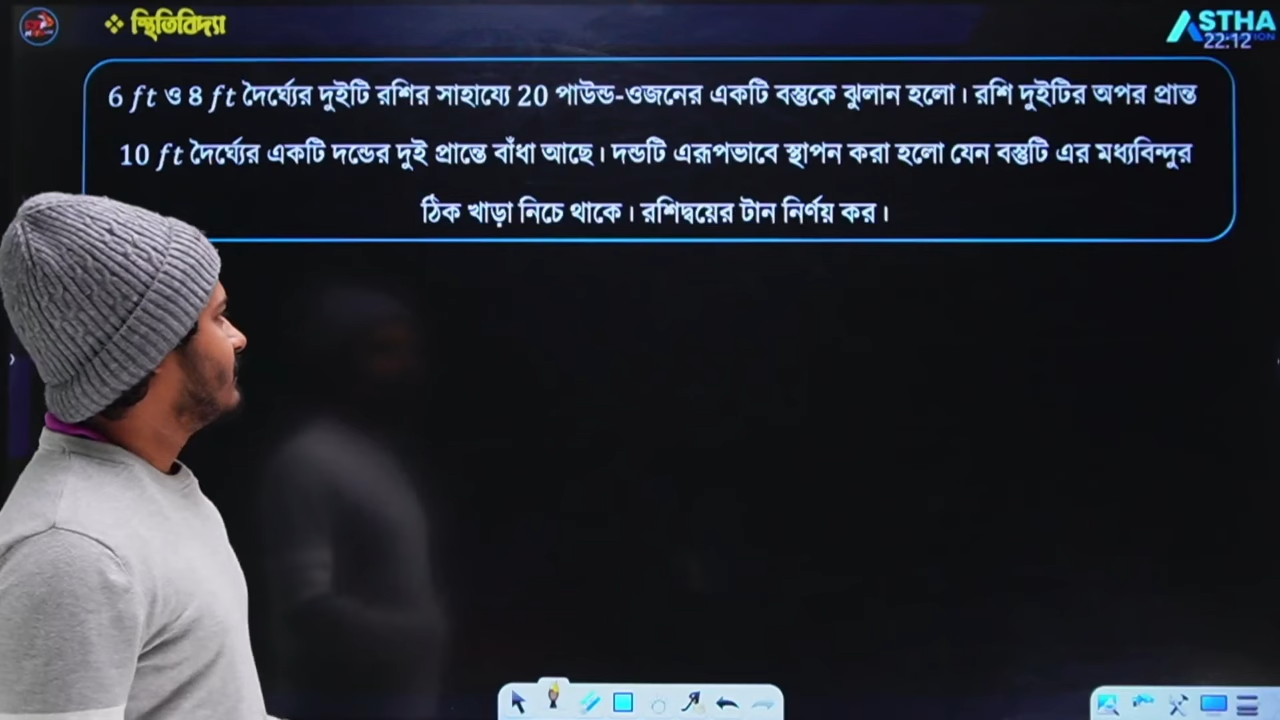 ❖ স্থিতিবিদ্যা
ASTHA
22:12
6 ft ও ৪ ft দৈর্ঘ্যের দুইটি রশির সাহায্যে 20 পাউন্ড-ওজনের একটি বস্তুকে ঝুলান হলো। রশি দুইটির অপর প্রান্ত
10 ft দৈর্ঘ্যের একটি দন্ডের দুই প্রান্তে বাঁধা আছে। দন্ডটি এরূপভাবে স্থাপন করা হলো যেন বস্তুটি এর মধ্যবিন্দুর
ঠিক খাড়া নিচে থাকে। রশিদ্বয়ের টান নির্ণয় কর।